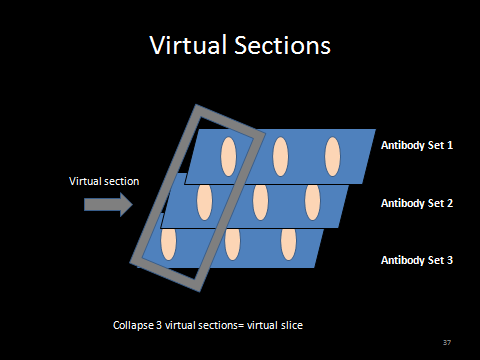 Virtual Sections
Antibody Set 1
Virtual section
Antibody Set 2
Antibody Set 3
Collapse 3 virtual sections= virtual slice
37